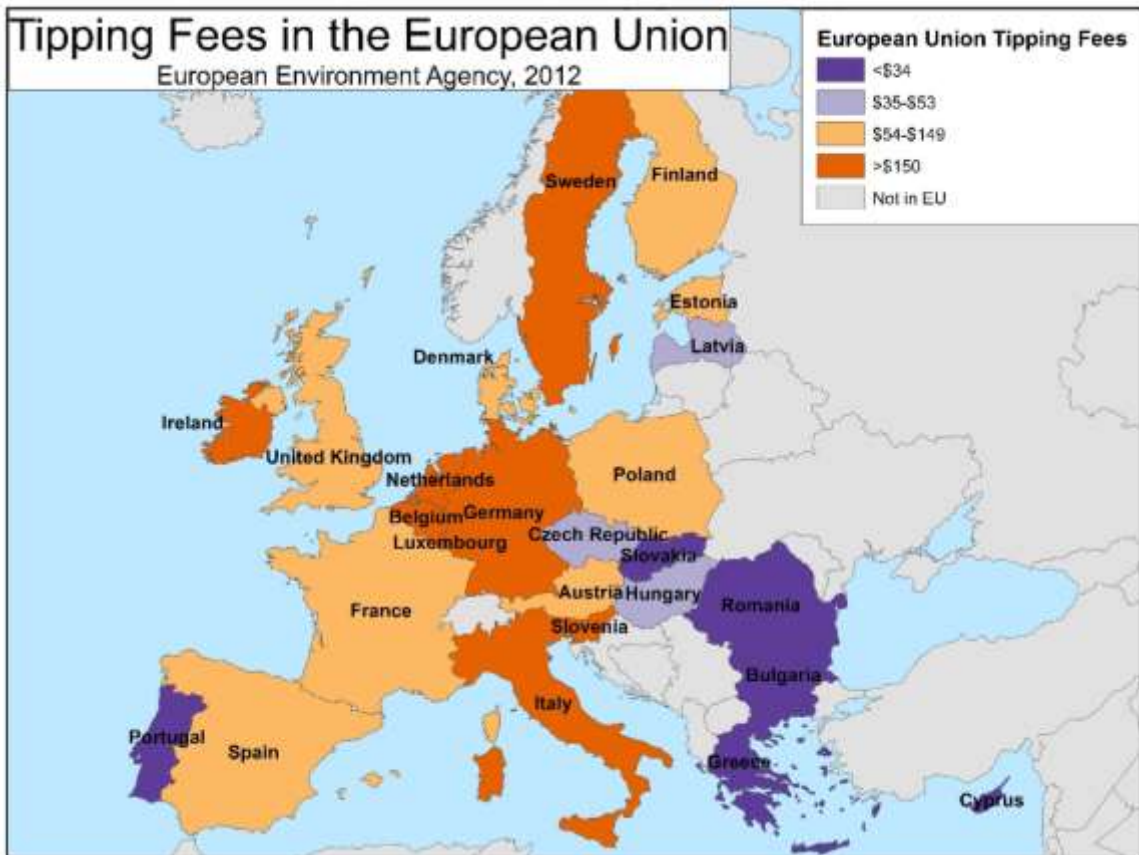 Tipping Fees in the European Union
European Environment Agency, 2012
European Union Tipping Fees
<$34
$35-$53
$54-$149
>$150
Not in EU
Sweden
Finland
Estonia
Latvia
Denmark
Ireland
United Kingdom
Netherlands
Poland
Belgium
Germany
Czech Republic
Luxembourg
Slovakia
Austria
Hungary
France
Romania
Slovenia
Bulgaria
Italy
Portugal
Spain
Greece
Cyprus